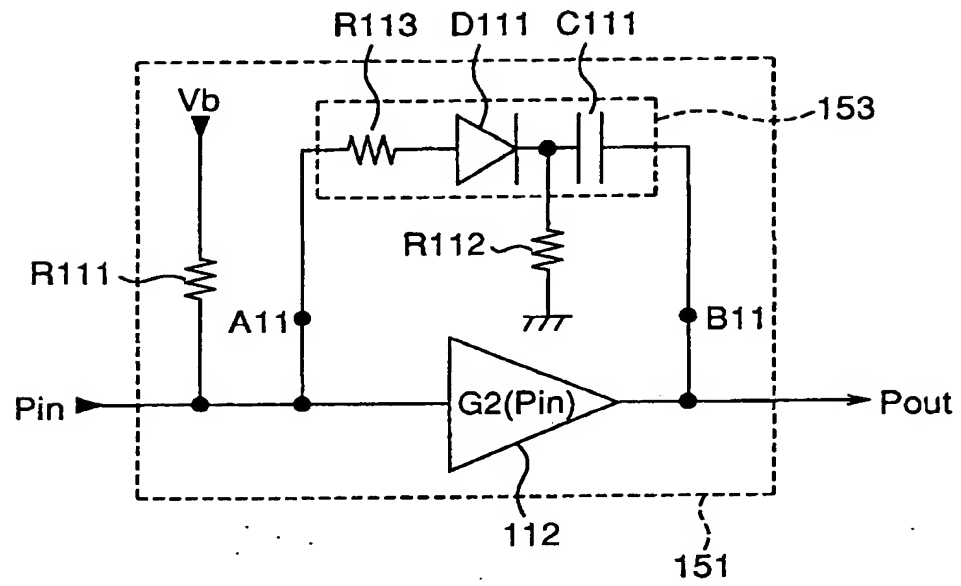 R113 D111 C111
Vb
153
R112
R111
A11
B11
Pin
G2(Pin)
Pout
112
151